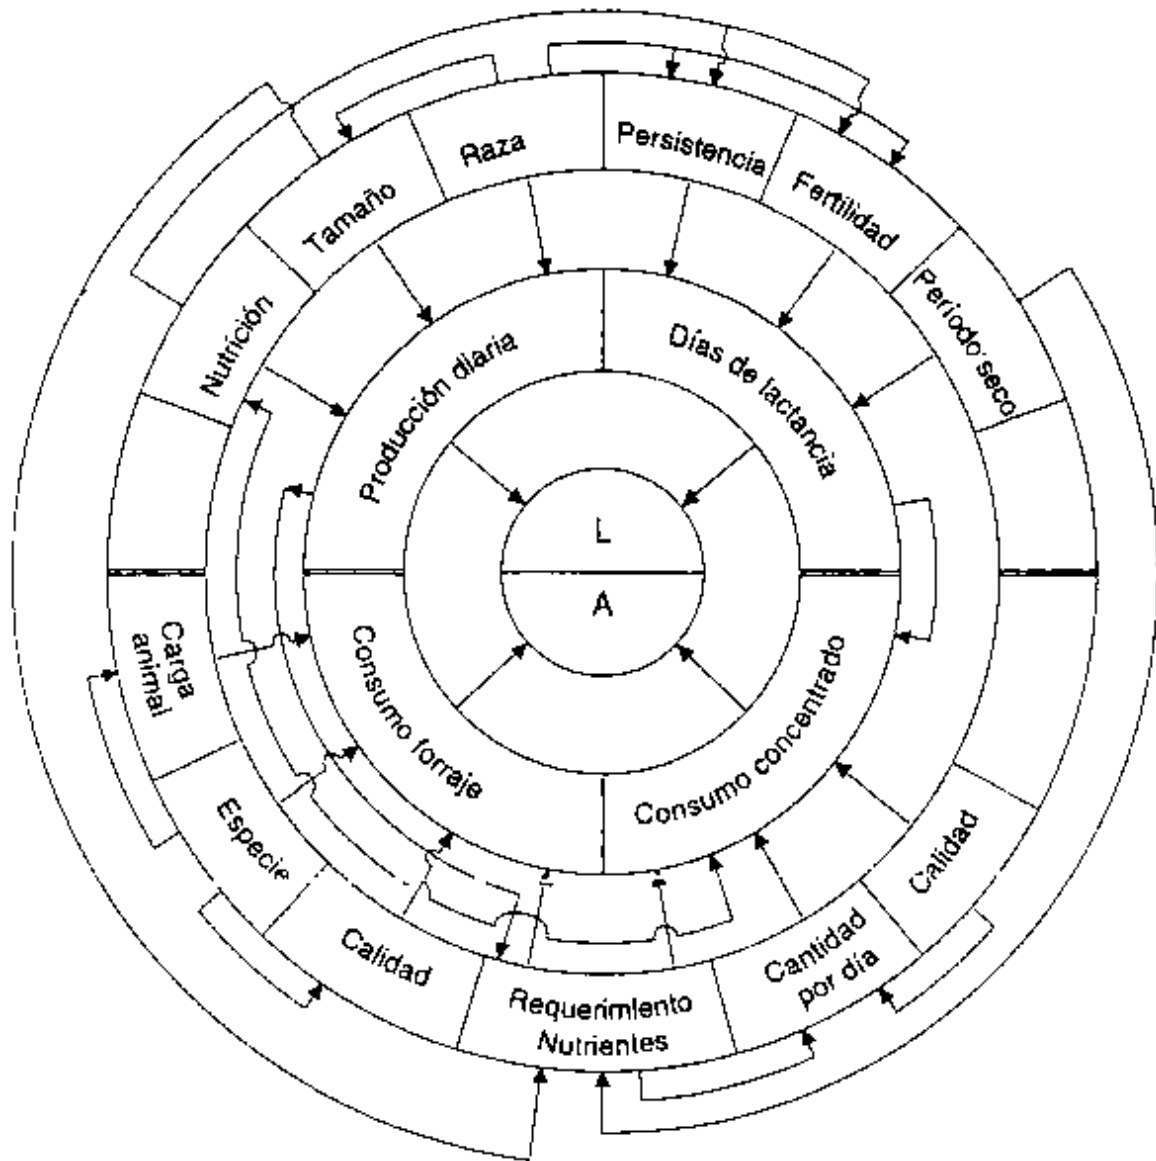 Raza
Persistencia
Tamaño
Fertilidad
Nutrición
Período seco
Producción diaria
Días de lactancia
L
A
Carga
animal
Consumo forraje
Consumo concentrado
Especie
Calidad
Calidad
Cantidad
por día
Requerimiento
Nutrientes